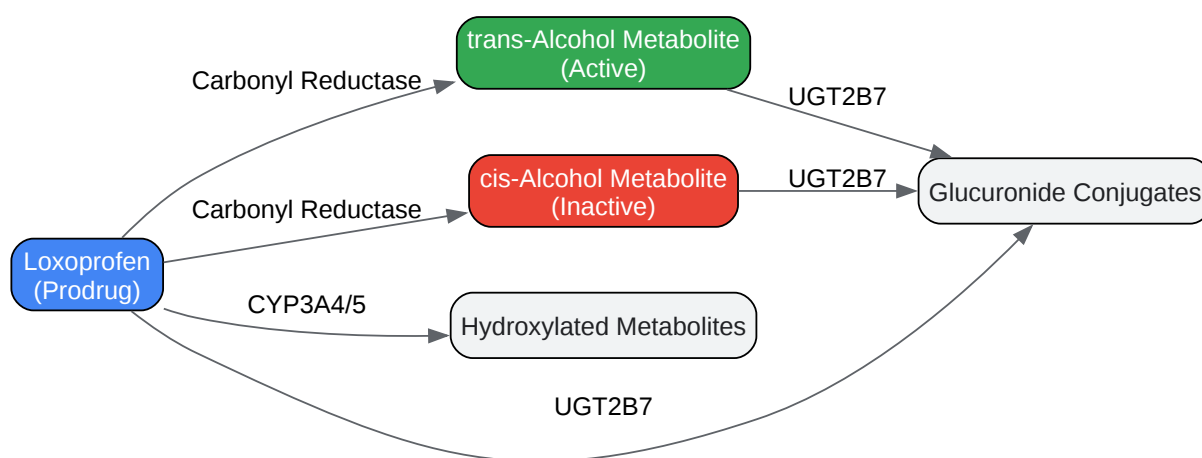 trans-Alcohol Metabolite
(Active)
Carbonyl Reductase
UGT2B7
cis-Alcohol Metabolite
(Inactive)
UGT2B7
Glucuronide Conjugates
Carbonyl Reductase
Loxoprofen
(Prodrug)
CYP3A4/5
Hydroxylated Metabolites
UGT2B7